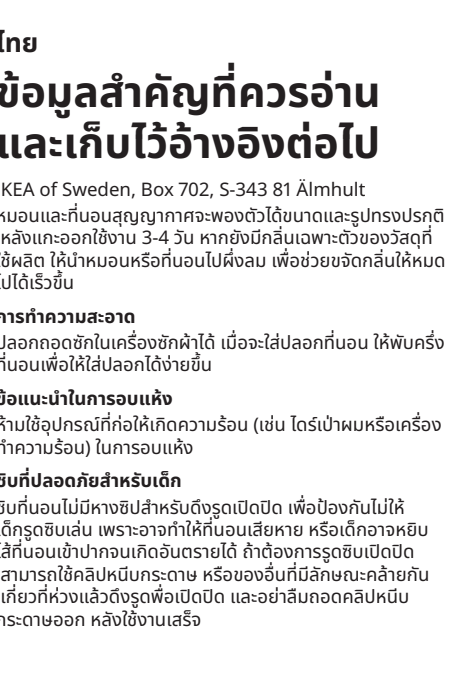 ไทย
ข้อมูลสำคัญที่ควรอ่าน
และเก็บไว้อ้างอิงต่อไป
IKEA of Sweden, Box 702, S-343 81 Älmhult
หมอนและที่นอนสุญญากาศจะพองตัวได้ขนาดและรูปทรงปรกติ
หลังแกะออกใช้งาน 3-4 วัน หากยังมีกลิ่นเฉพาะตัวของวัสดุที่
ใช้ผลิต ให้นำหมอนหรือที่นอนไปผึ่งลม เพื่อช่วยขจัดกลิ่นให้หมด
ไปได้เร็วขึ้น
การทำความสะอาด
ปลอกถอดซักในเครื่องซักผ้าได้ เมื่อจะใส่ปลอกที่นอน ให้พับครึ่ง
ที่นอนเพื่อให้ใส่ปลอกได้ง่ายขึ้น
ข้อแนะนำในการอบแห้ง
ห้ามใช้อุปกรณ์ที่ก่อให้เกิดความร้อน (เช่น ไดร์เป่าผมหรือเครื่อง
ทำความร้อน) ในการอบแห้ง
ซิบที่ปลอดภัยสำหรับเด็ก
ซิบที่นอนไม่มีหางซิปสำหรับดึงรูดเปิดปิด เพื่อป้องกันไม่ให้
เด็กรูดซิบเล่น เพราะอาจทำให้ที่นอนเสียหาย หรือเด็กอาจหยิบ
ไส้ที่นอนเข้าปากจนเกิดอันตรายได้ ถ้าต้องการรูดซิบเปิดปิด
สามารถใช้คลิปหนีบกระดาษ หรือของอื่นที่มีลักษณะคล้ายกัน
เกี่ยวที่ห่วงแล้วดึงรูดพื่อเปิดปิด และอย่าลืมถอดคลิปหนีบ
กระดาษออก หลังใช้งานเสร็จ